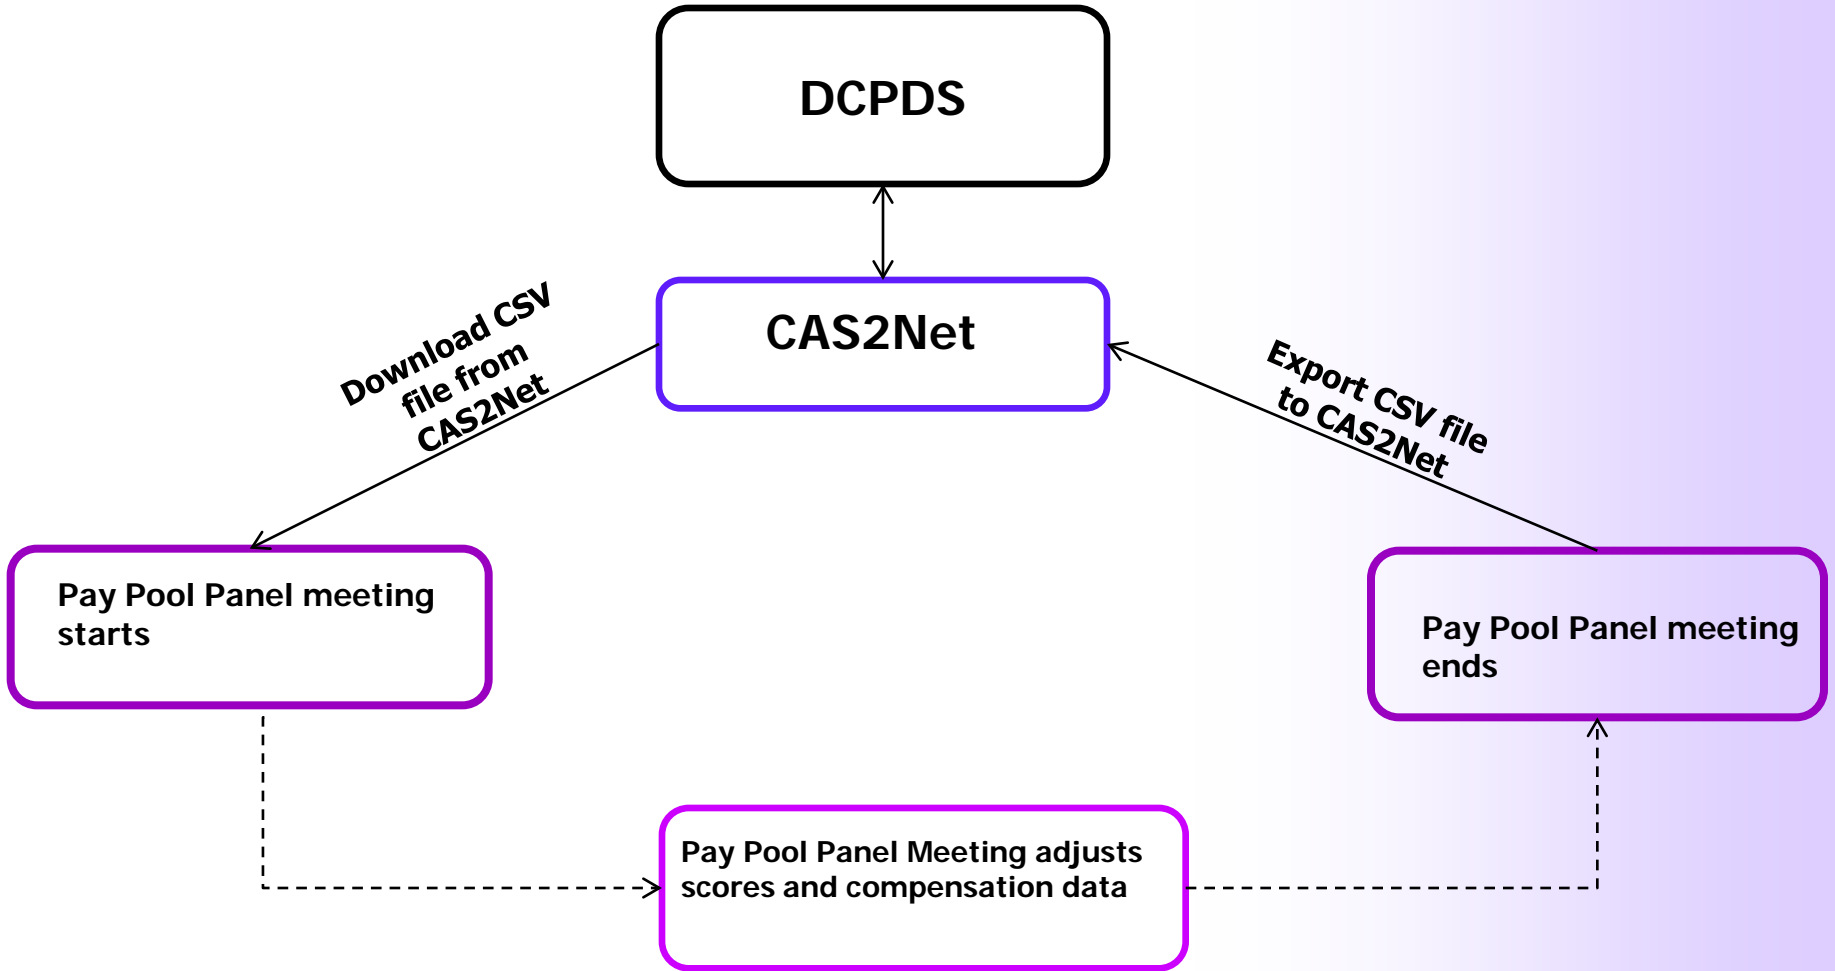 DCPDS
CAS2Net
Download CSV
file from
CAS2Net
Export CSV file
to CAS2Net
Pay Pool Panel meeting
starts
Pay Pool Panel meeting
ends
Pay Pool Panel Meeting adjusts
scores and compensation data